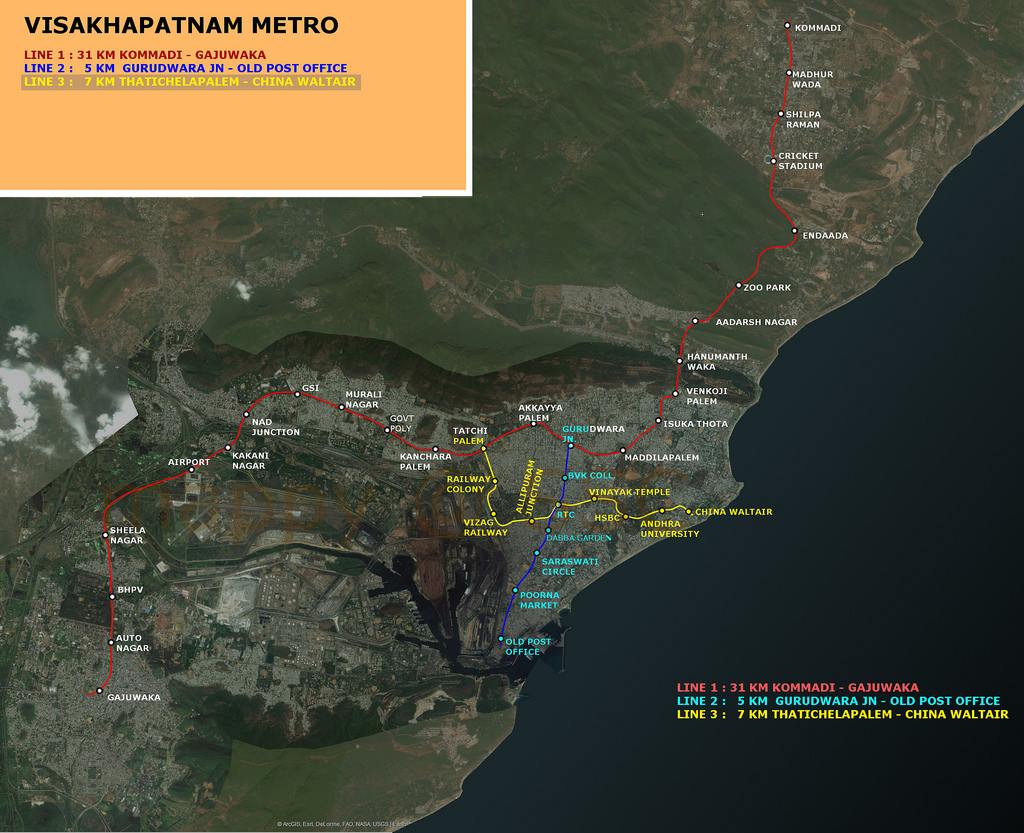 VISAKHAPATNAM METRO
LINE 1 : 31 KM KOMMADI - GAJUWAKA
LINE 2 : 5 KM GURUDWARA JN - OLD POST OFFICE
LINE 3 : 7 KM THATICHELAPALEM - CHINA WALTAIR
KOMMADI
MADHUR
WADA
SHILPA
RAMAN
CRICKET
STADIUM
ENDAADA
ZOO PARK
AADARSH NAGAR
HANUMANTH
WAKA
VENKOJI
PALEM
ISUKA THOTA
MADDILAPALEM
GURUDWARA
JN.
AKKAYYA
PALEM
TATCHI
PALEM
KANCHARA
PALEM
GOVT
POLY
MURALI
NAGAR
GSI
NAD
JUNCTION
KAKANI
NAGAR
AIRPORT
SHEELA
NAGAR
BHPV
AUTO
NAGAR
GAJUWAKA
RAILWAY
COLONY
VIZAG
RAILWAY
ALLIPURAM
JUNCTION
BVK COLL
RTC
VINAYAK TEMPLE
HSBC
ANDHRA
UNIVERSITY
CHINA WALTAIR
DABBA GARDEN
SARASWATI
CIRCLE
POORNA
MARKET
OLD POST
OFFICE
LINE 1 : 31 KM KOMMADI - GAJUWAKA
LINE 2 : 5 KM GURUDWARA JN - OLD POST OFFICE
LINE 3 : 7 KM THATICHELAPALEM - CHINA WALTAIR
© ArcGIS, Esri, DeLorme, FAO, NASA, USGS